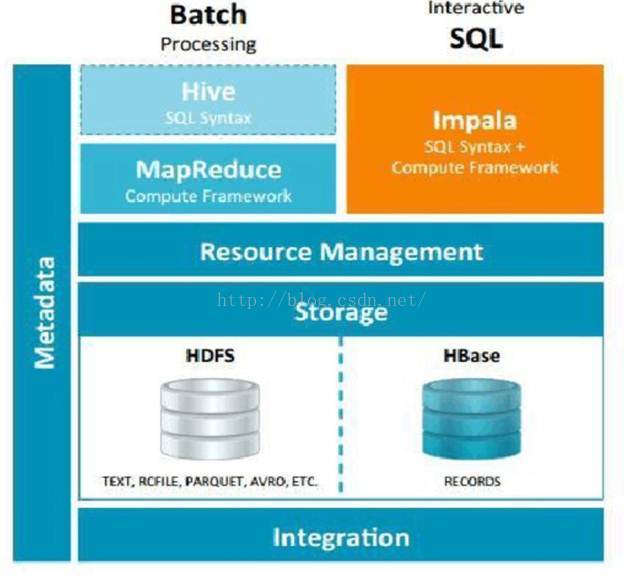 Batch
Processing
Interactive
SQL
Hive
SQL Syntax
MapReduce
Compute Framework
Impala
SQL Syntax +
Compute Framework
Metadata
Resource Management
http://blog.csdn.net/
Storage
HDFS
HBase
TEXT, RCFILE, PARQUET, AVRO, ETC.
RECORDS
Integration